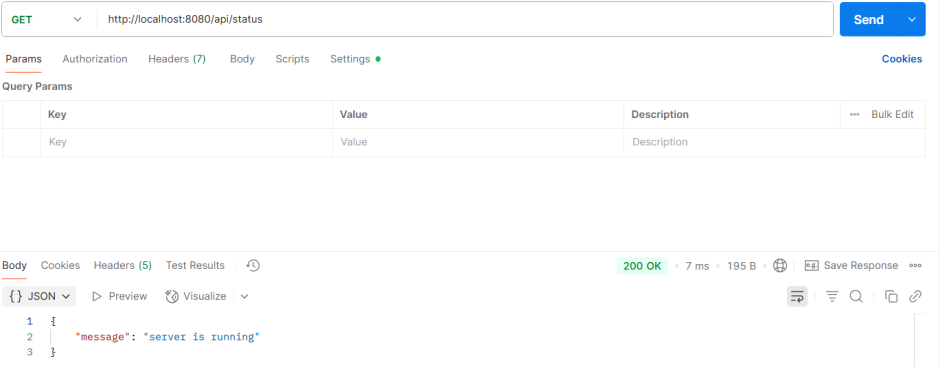 GET http://localhost:8080/api/status Send
Params Authorization Headers (7) Body Scripts Settings Cookies
Query Params
Key Value Description Bulk Edit
Key Value Description
Body Cookies Headers (5) Test Results 200 OK 7 ms 195 B e.g. Save Response
{} JSON Preview Visualize
1 {
2 "message": "server is running"
3 }